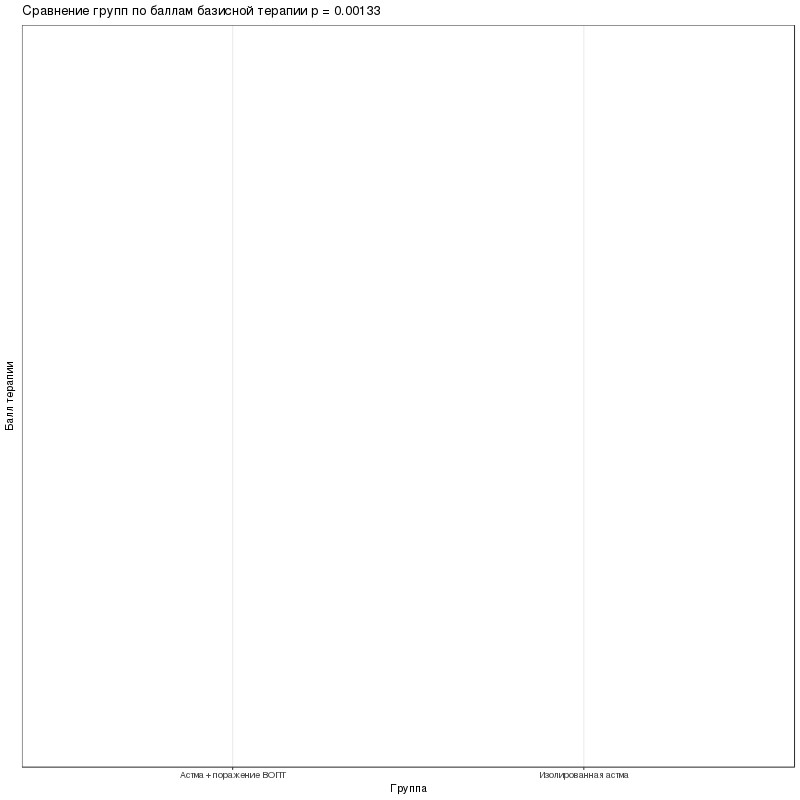 Сравнение групп по баллам базисной терапии p = 0.00133
Балл терапии
Астма + поражение ВОПТ
Изолированная астма
Группа